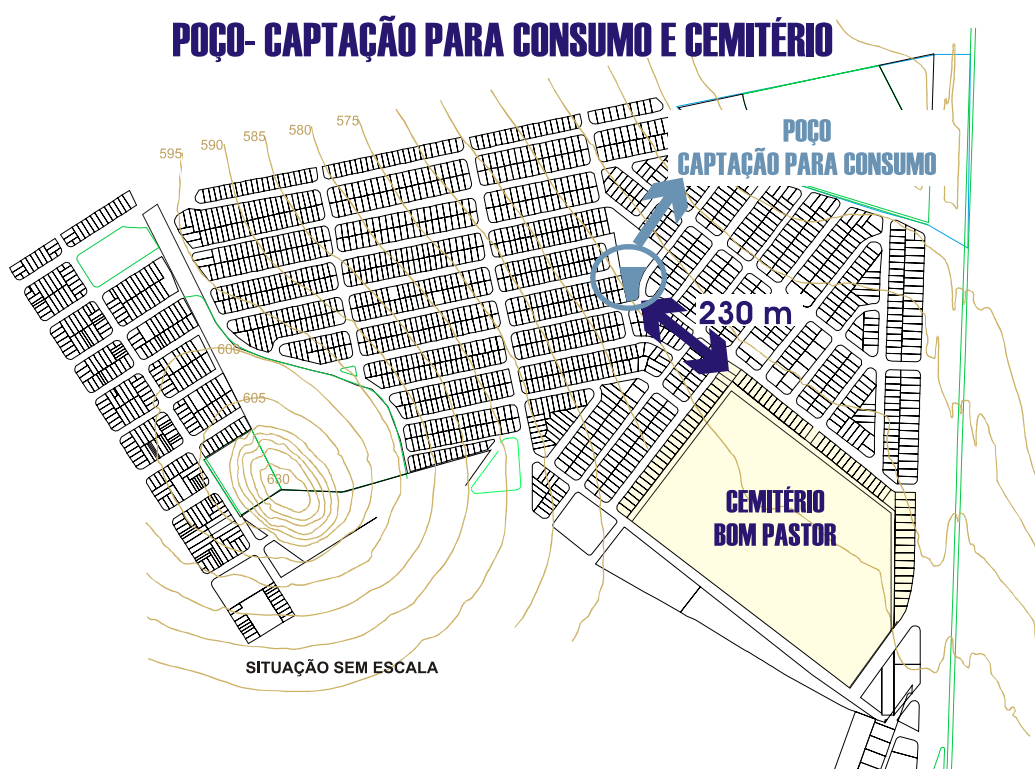 POÇO- CAPTAÇÃO PARA CONSUMO E CEMITÉRIO
595
590
585
580
575
POÇO
CAPTAÇÃO PARA CONSUMO
230 m
600
605
630
CEMITÉRIO
BOM PASTOR
SITUAÇÃO SEM ESCALA